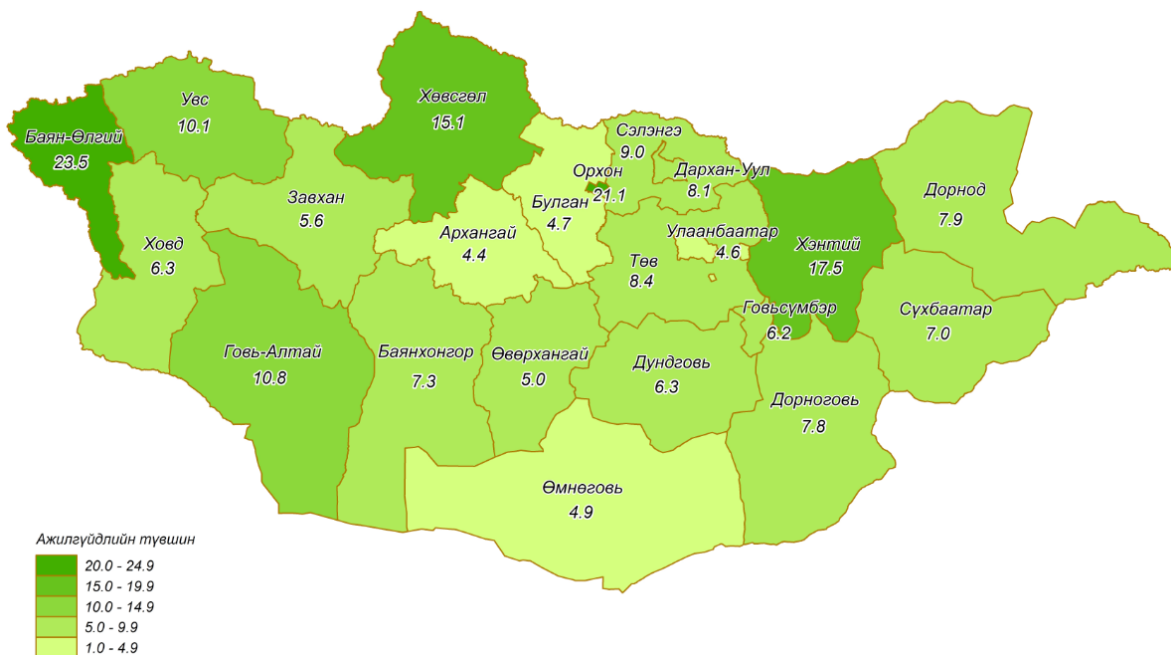 Увс
10.1
Хөвсгөл
15.1
Баян-Өлгий
23.5
Сэлэнгэ
9.0
Орхон
21.1
Дархан-Уул
8.1
Дорнод
7.9
Завхан
5.6
Булган
4.7
Архангай
4.4
Улаанбаатар
4.6
Ховд
6.3
Төв
8.4
Хэнтий
17.5
Говьсүмбэр
6.2
Сүхбаатар
7.0
Говь-Алтай
10.8
Баянхонгор
7.3
Өвөрхангай
5.0
Дундговь
6.3
Дорноговь
7.8
Өмнөговь
4.9
Ажилгүйдлийн түвшин
20.0 - 24.9
15.0 - 19.9
10.0 - 14.9
5.0 - 9.9
1.0 - 4.9